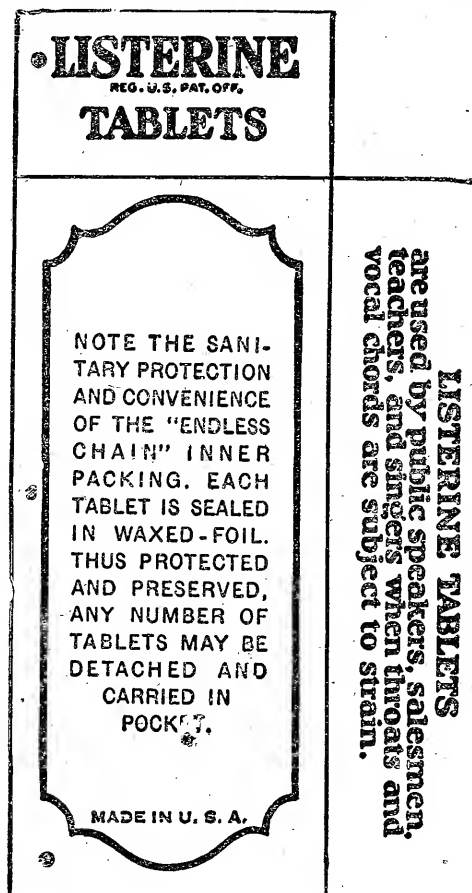 LISTERINE
REG. U.S. PAT. OFF.
TABLETS
NOTE THE SANI-
TARY PROTECTION
AND CONVENIENCE
OF THE "ENDLESS
CHAIN" INNER
PACKING. EACH
TABLET IS SEALED
IN WAXED-FOIL.
THUS PROTECTED
AND PRESERVED,
ANY NUMBER OF
TABLETS MAY BE
DETACHED AND
CARRIED IN
POCKET.
MADE IN U. S. A.
LISTERINE TABLETS
are used by public speakers, salesmen,
teachers, and singers when throats and
vocal chords are subject to strain.